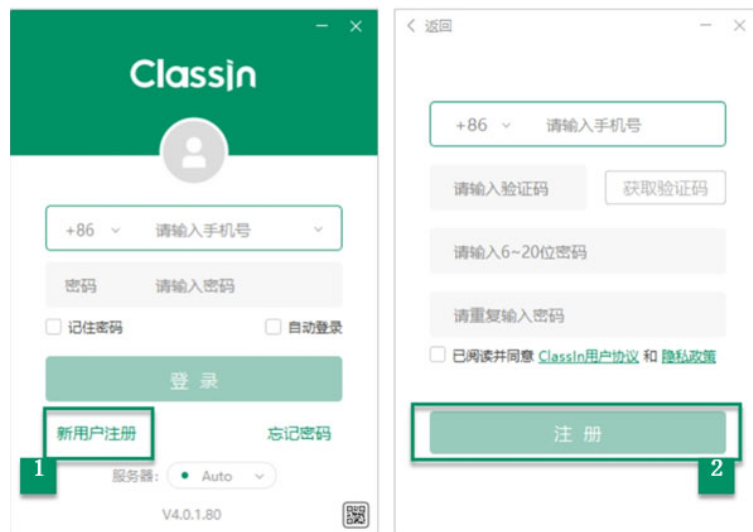 ClassIn
+86 请输入手机号
密码 请输入密码
记住密码 自动登录
登 录
新用户注册 忘记密码
1
服务器: Auto
V4.0.1.80
返回
+86 请输入手机号
请输入验证码 获取验证码
请输入6~20位密码
请重复输入密码
已阅读并同意 ClassIn用户协议 和 隐私政策
注 册
2